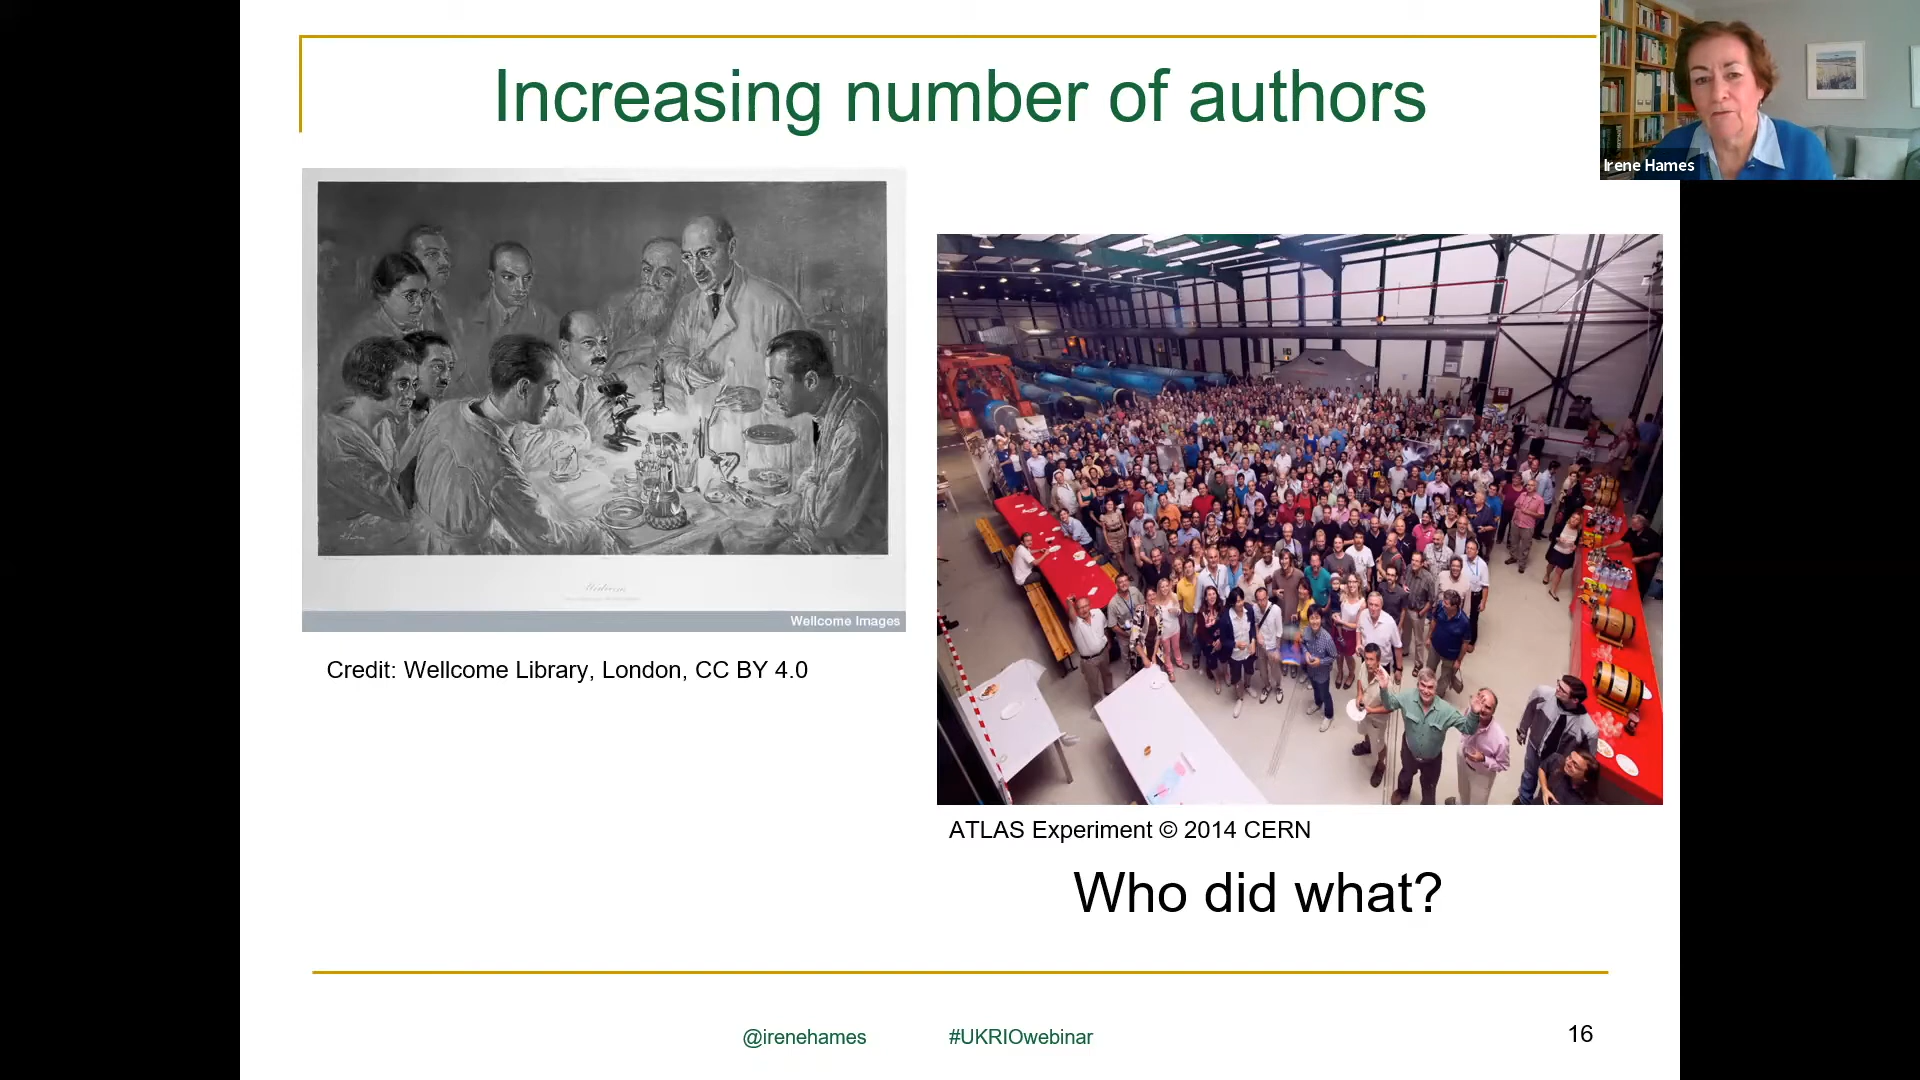 Increasing number of authors
Irene Hames
Wellcome Images
Credit: Wellcome Library, London, CC BY 4.0
ATLAS Experiment © 2014 CERN
Who did what?
@irenehames
#UKRIOwebinar
16